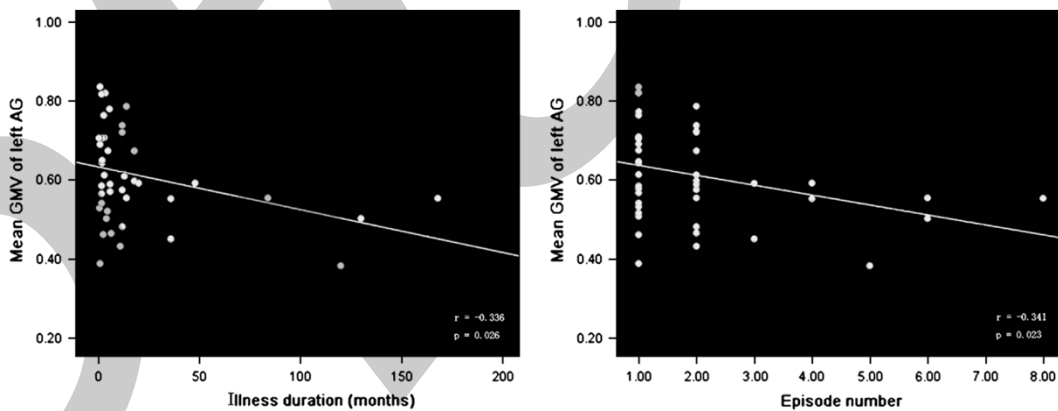 1.00
0.80
0.60
0.40
0.20
Mean GMV of left AG
r = -0.336
p = 0.026
0 50 100 150 200
Illness duration (months)
1.00
0.80
0.60
0.40
0.20
Mean GMV of left AG
r = -0.341
p = 0.023
1.00 2.00 3.00 4.00 5.00 6.00 7.00 8.00
Episode number